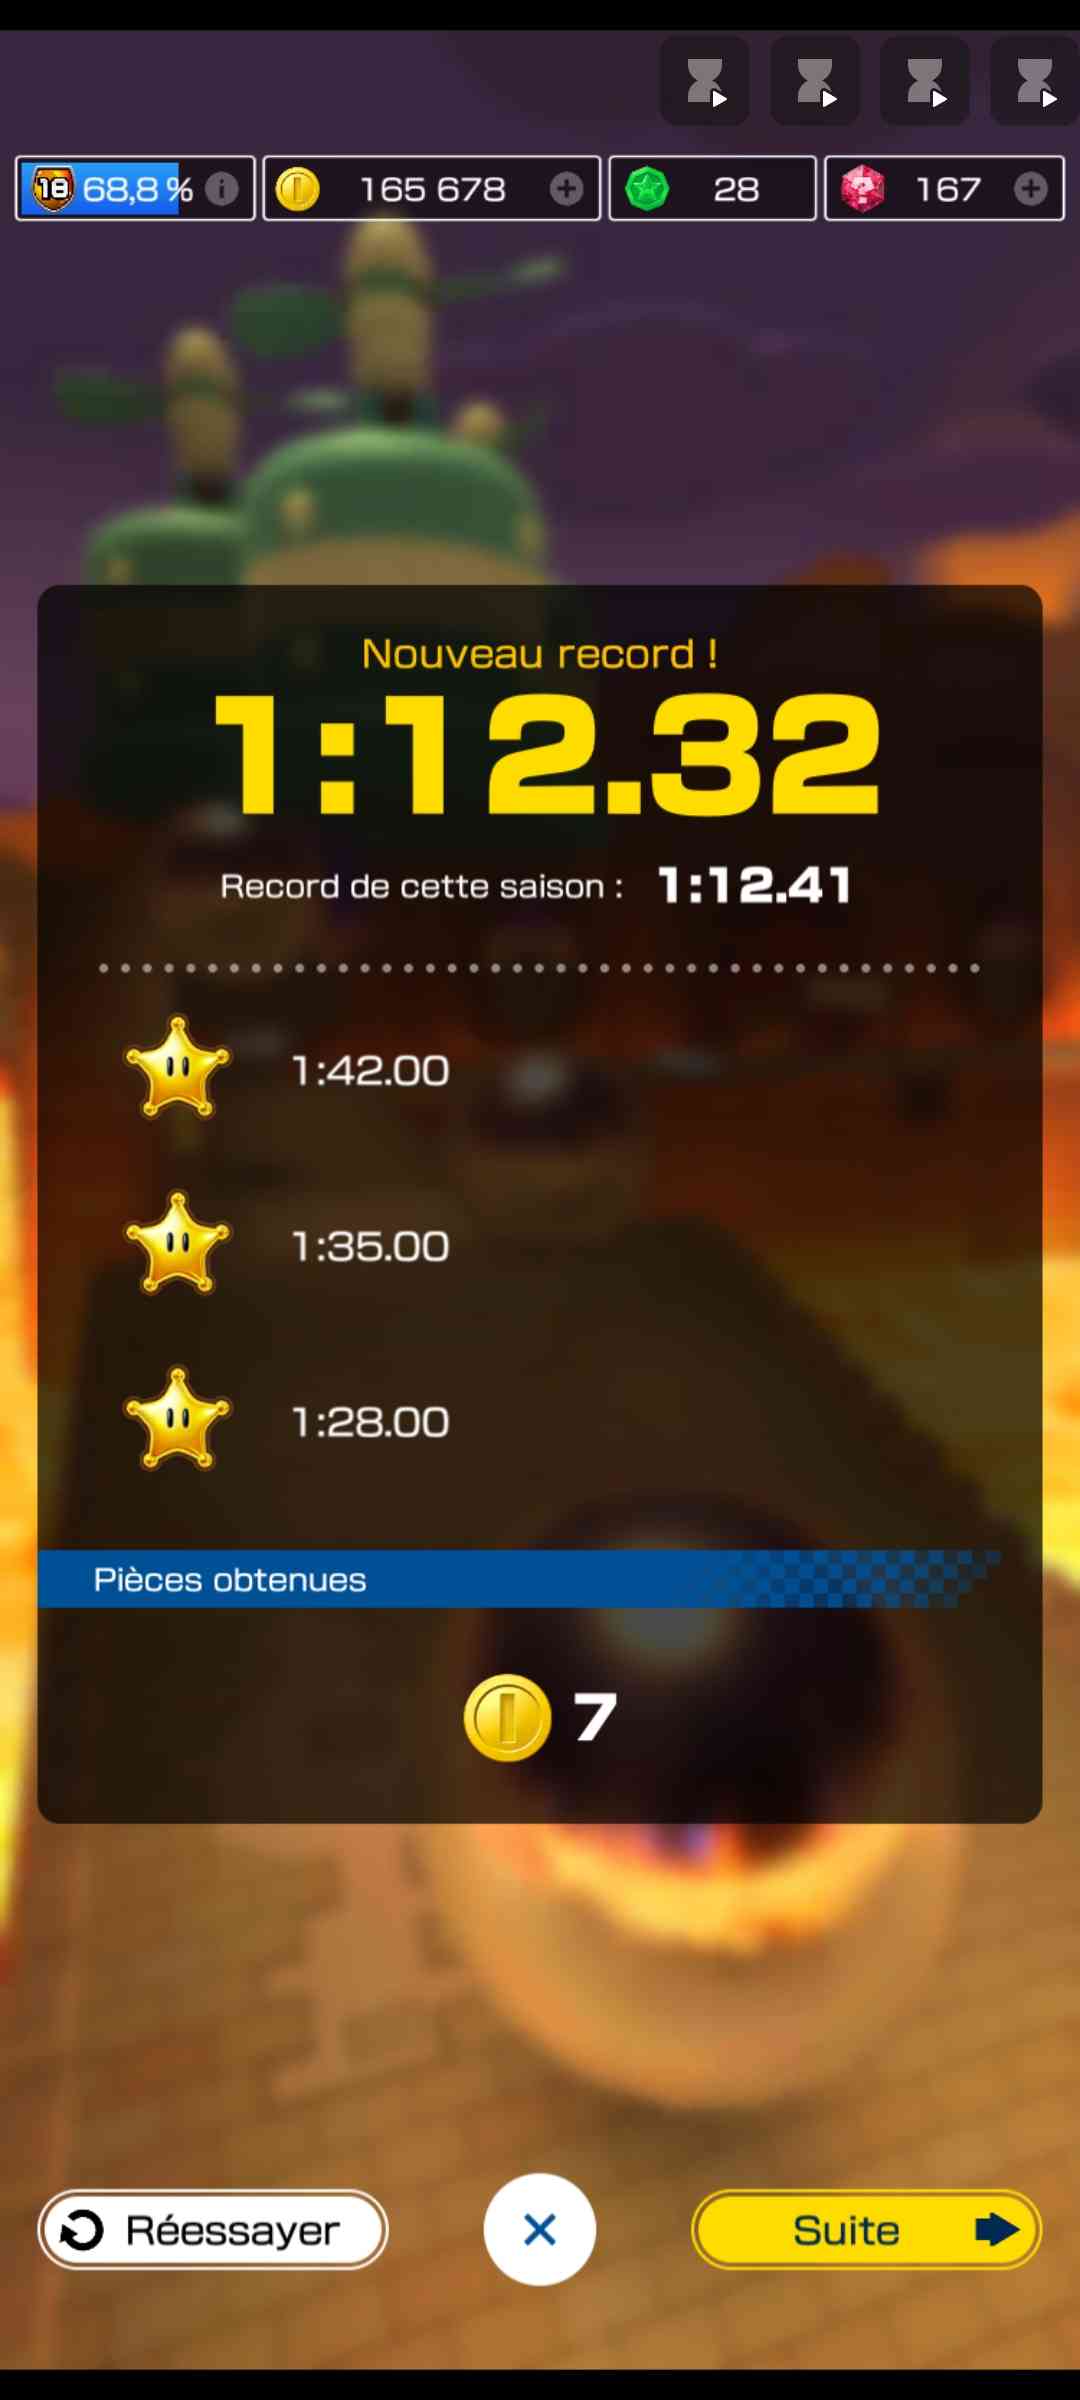 18 68,8 % i 165 678 + 28 ? 167 +
Nouveau record !
1:12.32
Record de cette saison : 1:12.41
1:42.00
1:35.00
1:28.00
Pièces obtenues
7
Réessayer
Suite